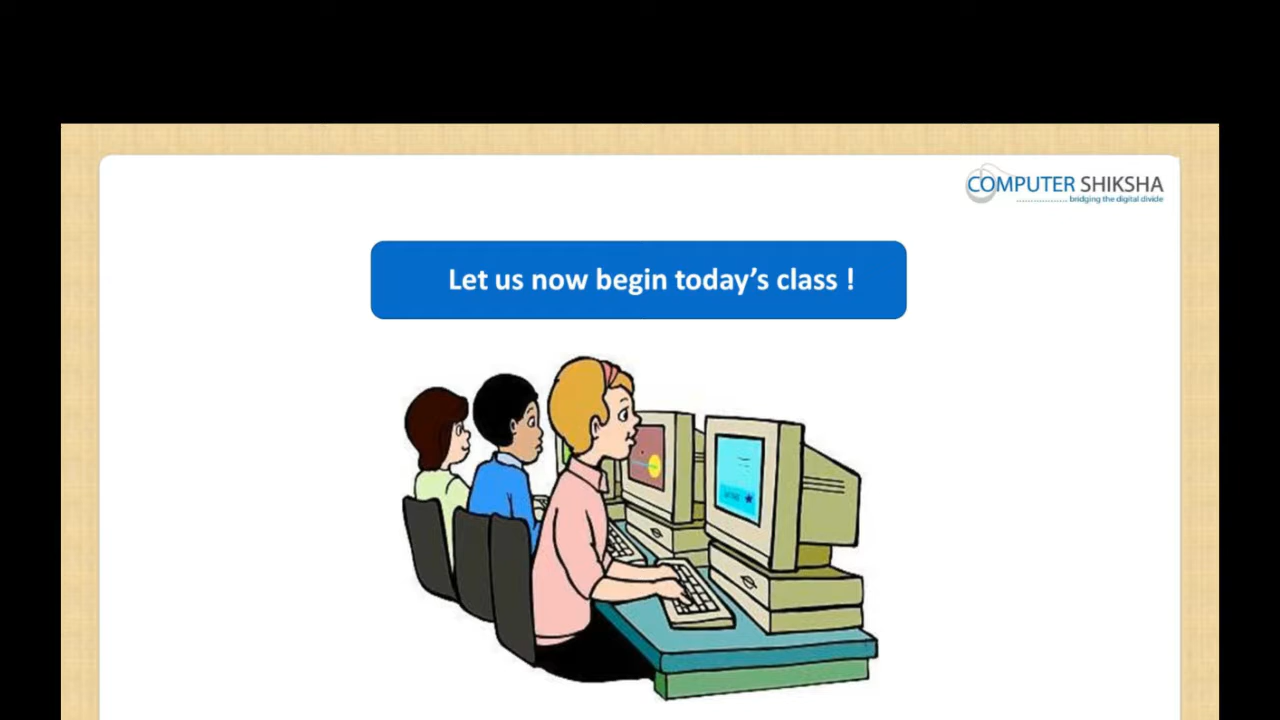 COMPUTER SHIKSHA
bridging the digital divide
Let us now begin today's class !